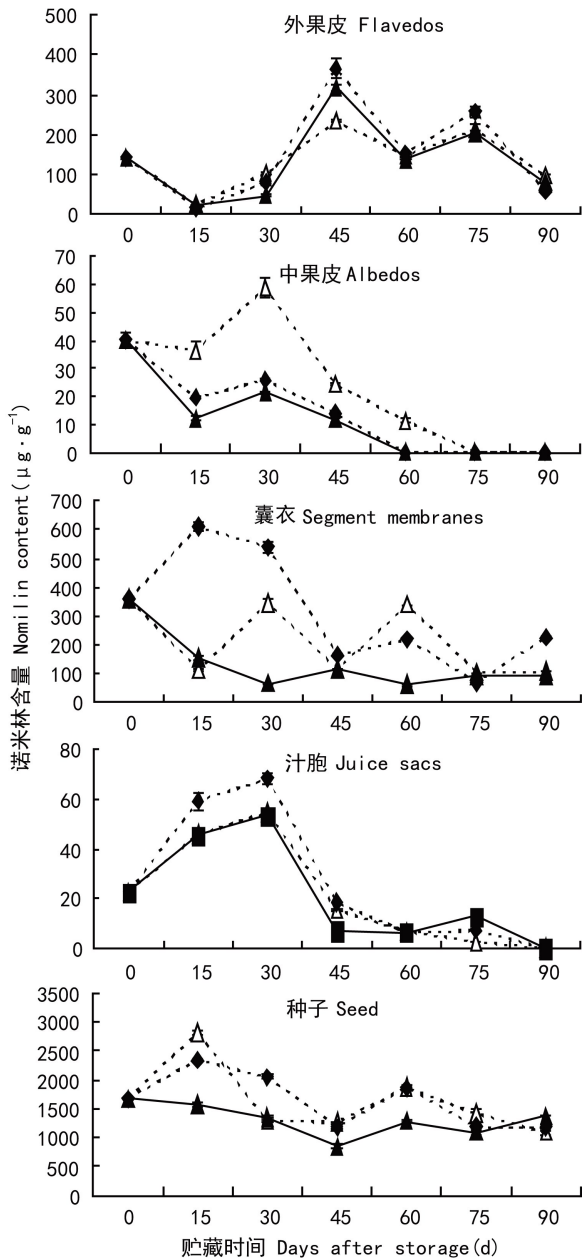 500
400
300
200
100
0
外果皮 Flavedos
0 15 30 45 60 75 90
70
60
50
40
30
20
10
0
中果皮 Albedos
0 15 30 45 60 75 90
诺米林含量 Nomilin content(μg·g⁻¹)
700
600
500
400
300
200
100
0
囊衣 Segment membranes
0 15 30 45 60 75 90
80
60
40
20
0
汁胞 Juice sacs
0 15 30 45 60 75 90
3500
3000
2500
2000
1500
1000
500
0
种子 Seed
0 15 30 45 60 75 90
贮藏时间 Days after storage(d)